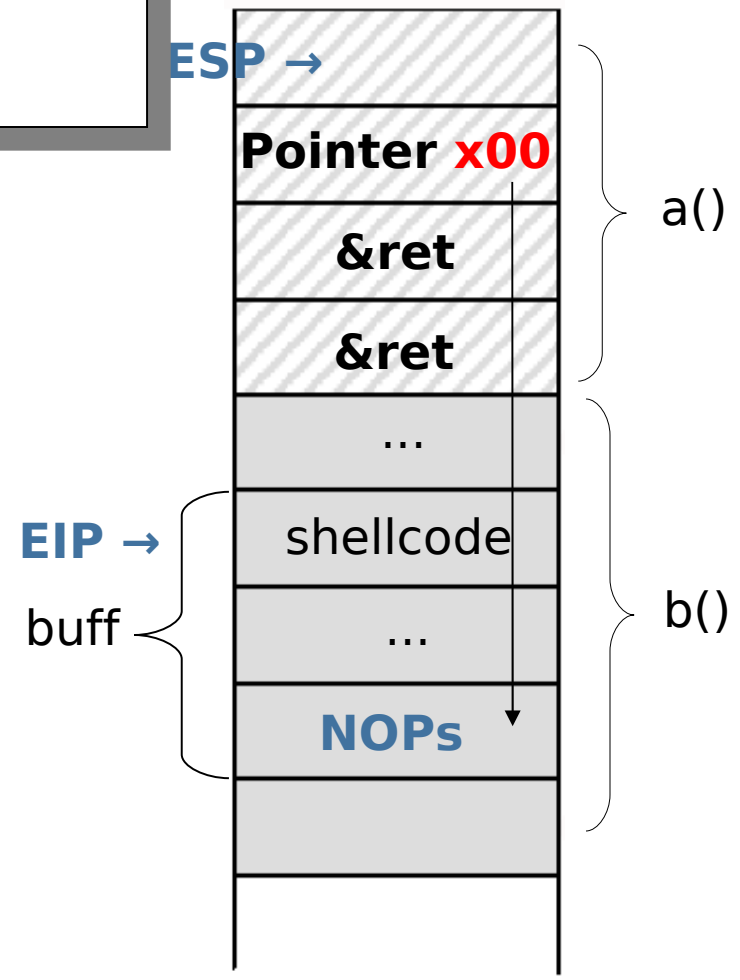 ESP →
Pointer x00
a()
&ret
&ret
...
EIP →
shellcode
buff
...
b()
NOPs